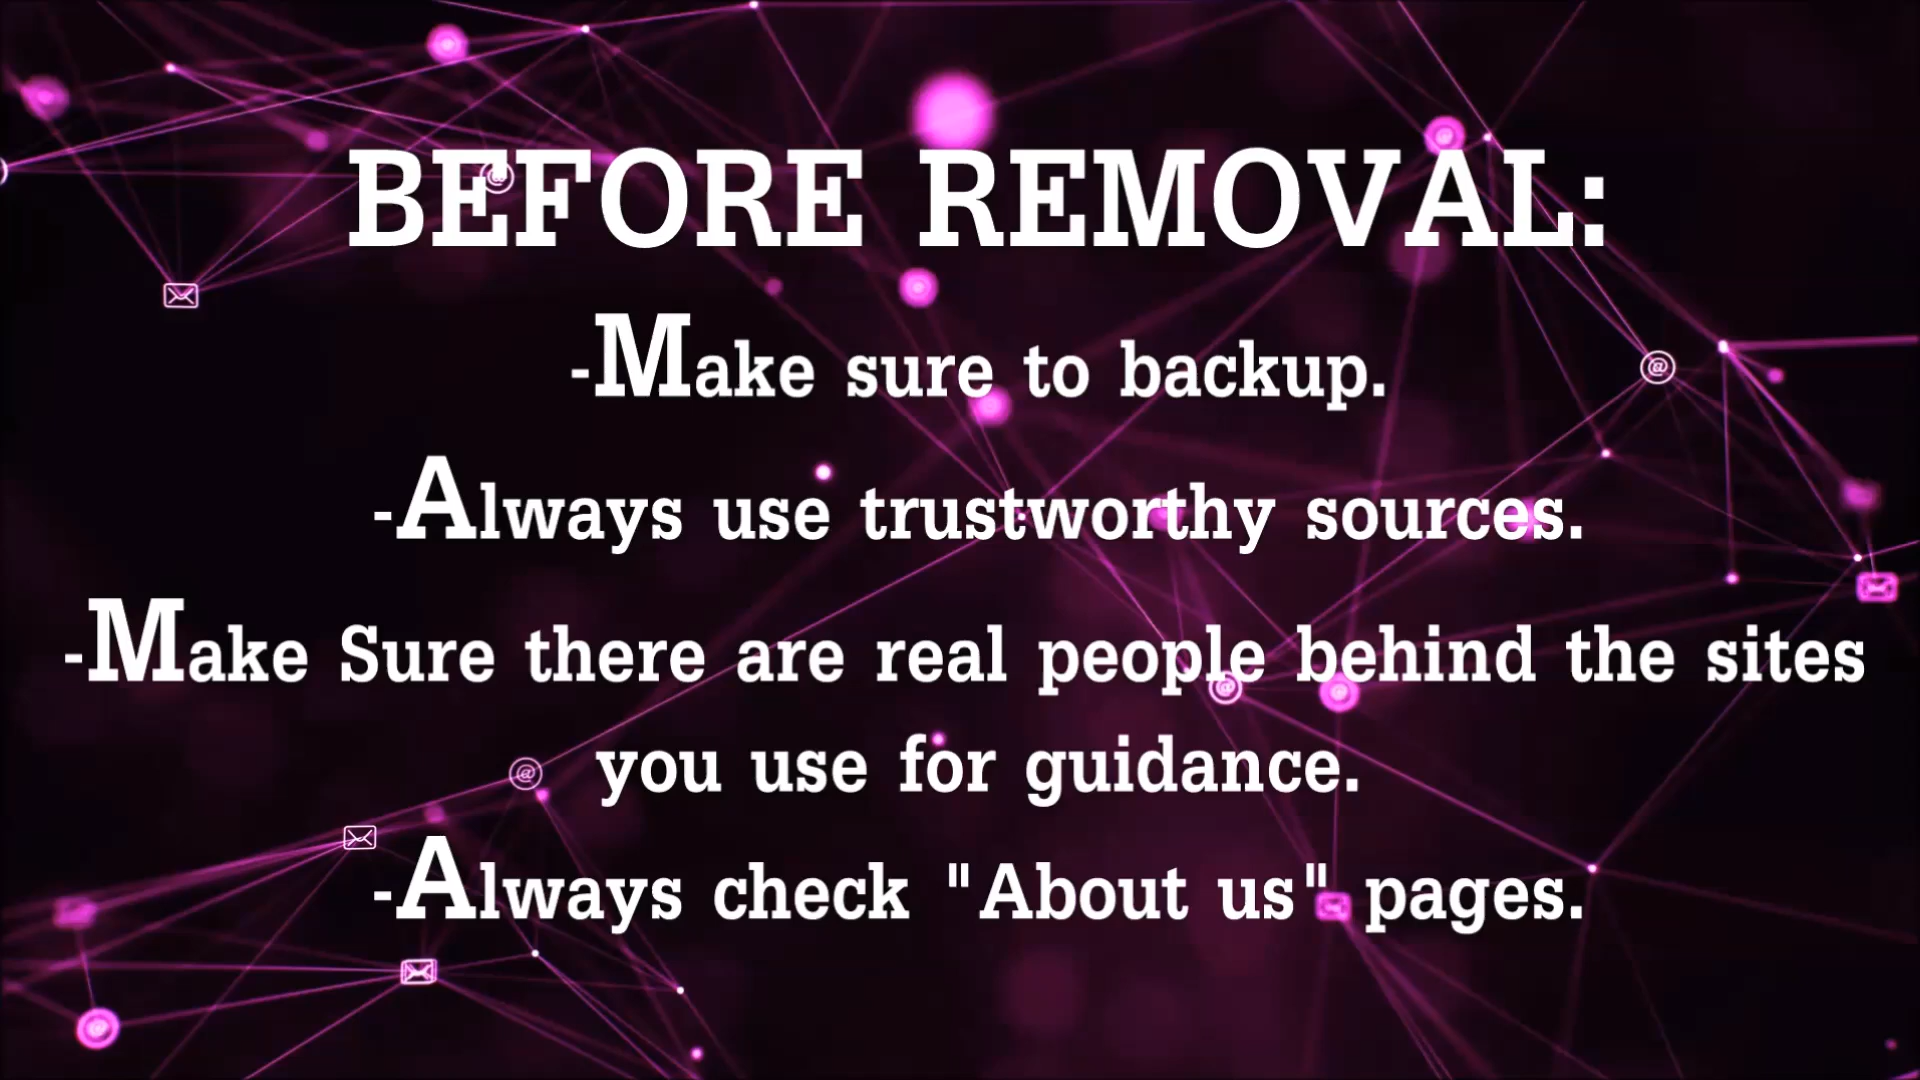 BEFORE REMOVAL:
-Make sure to backup.
-Always use trustworthy sources.
-Make Sure there are real people behind the sites
you use for guidance.
-Always check "About us" pages.